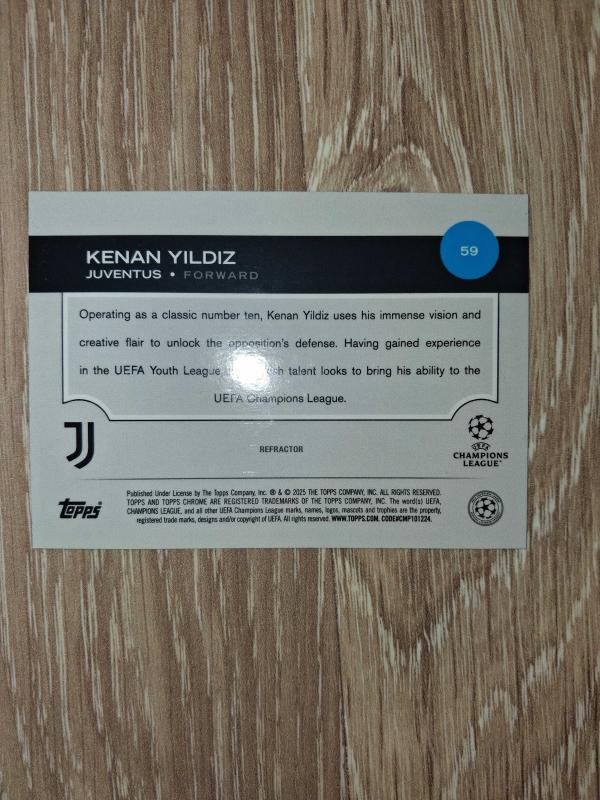 KENAN YILDIZ
JUVENTUS • FORWARD
59
Operating as a classic number ten, Kenan Yildiz uses his immense vision and
creative flair to unlock the opposition's defense. Having gained experience
in the UEFA Youth League, talent looks to bring his ability to the
UEFA Champions League.
REFRACTOR
UEFA
CHAMPIONS
LEAGUE®
topps®
Published Under License by The Topps Company, Inc. ® & © 2025 THE TOPPS COMPANY, INC. ALL RIGHTS RESERVED.
TOPPS AND TOPPS CHROME ARE REGISTERED TRADEMARKS OF THE TOPPS COMPANY, INC. The word(s) UEFA,
CHAMPIONS LEAGUE, and all other UEFA Champions League marks, names, logos, mascots and trophies are the property,
registered trade marks, designs and/or copyright of UEFA. All rights reserved. WWW.TOPPS.COM. CODE#CMP101224.